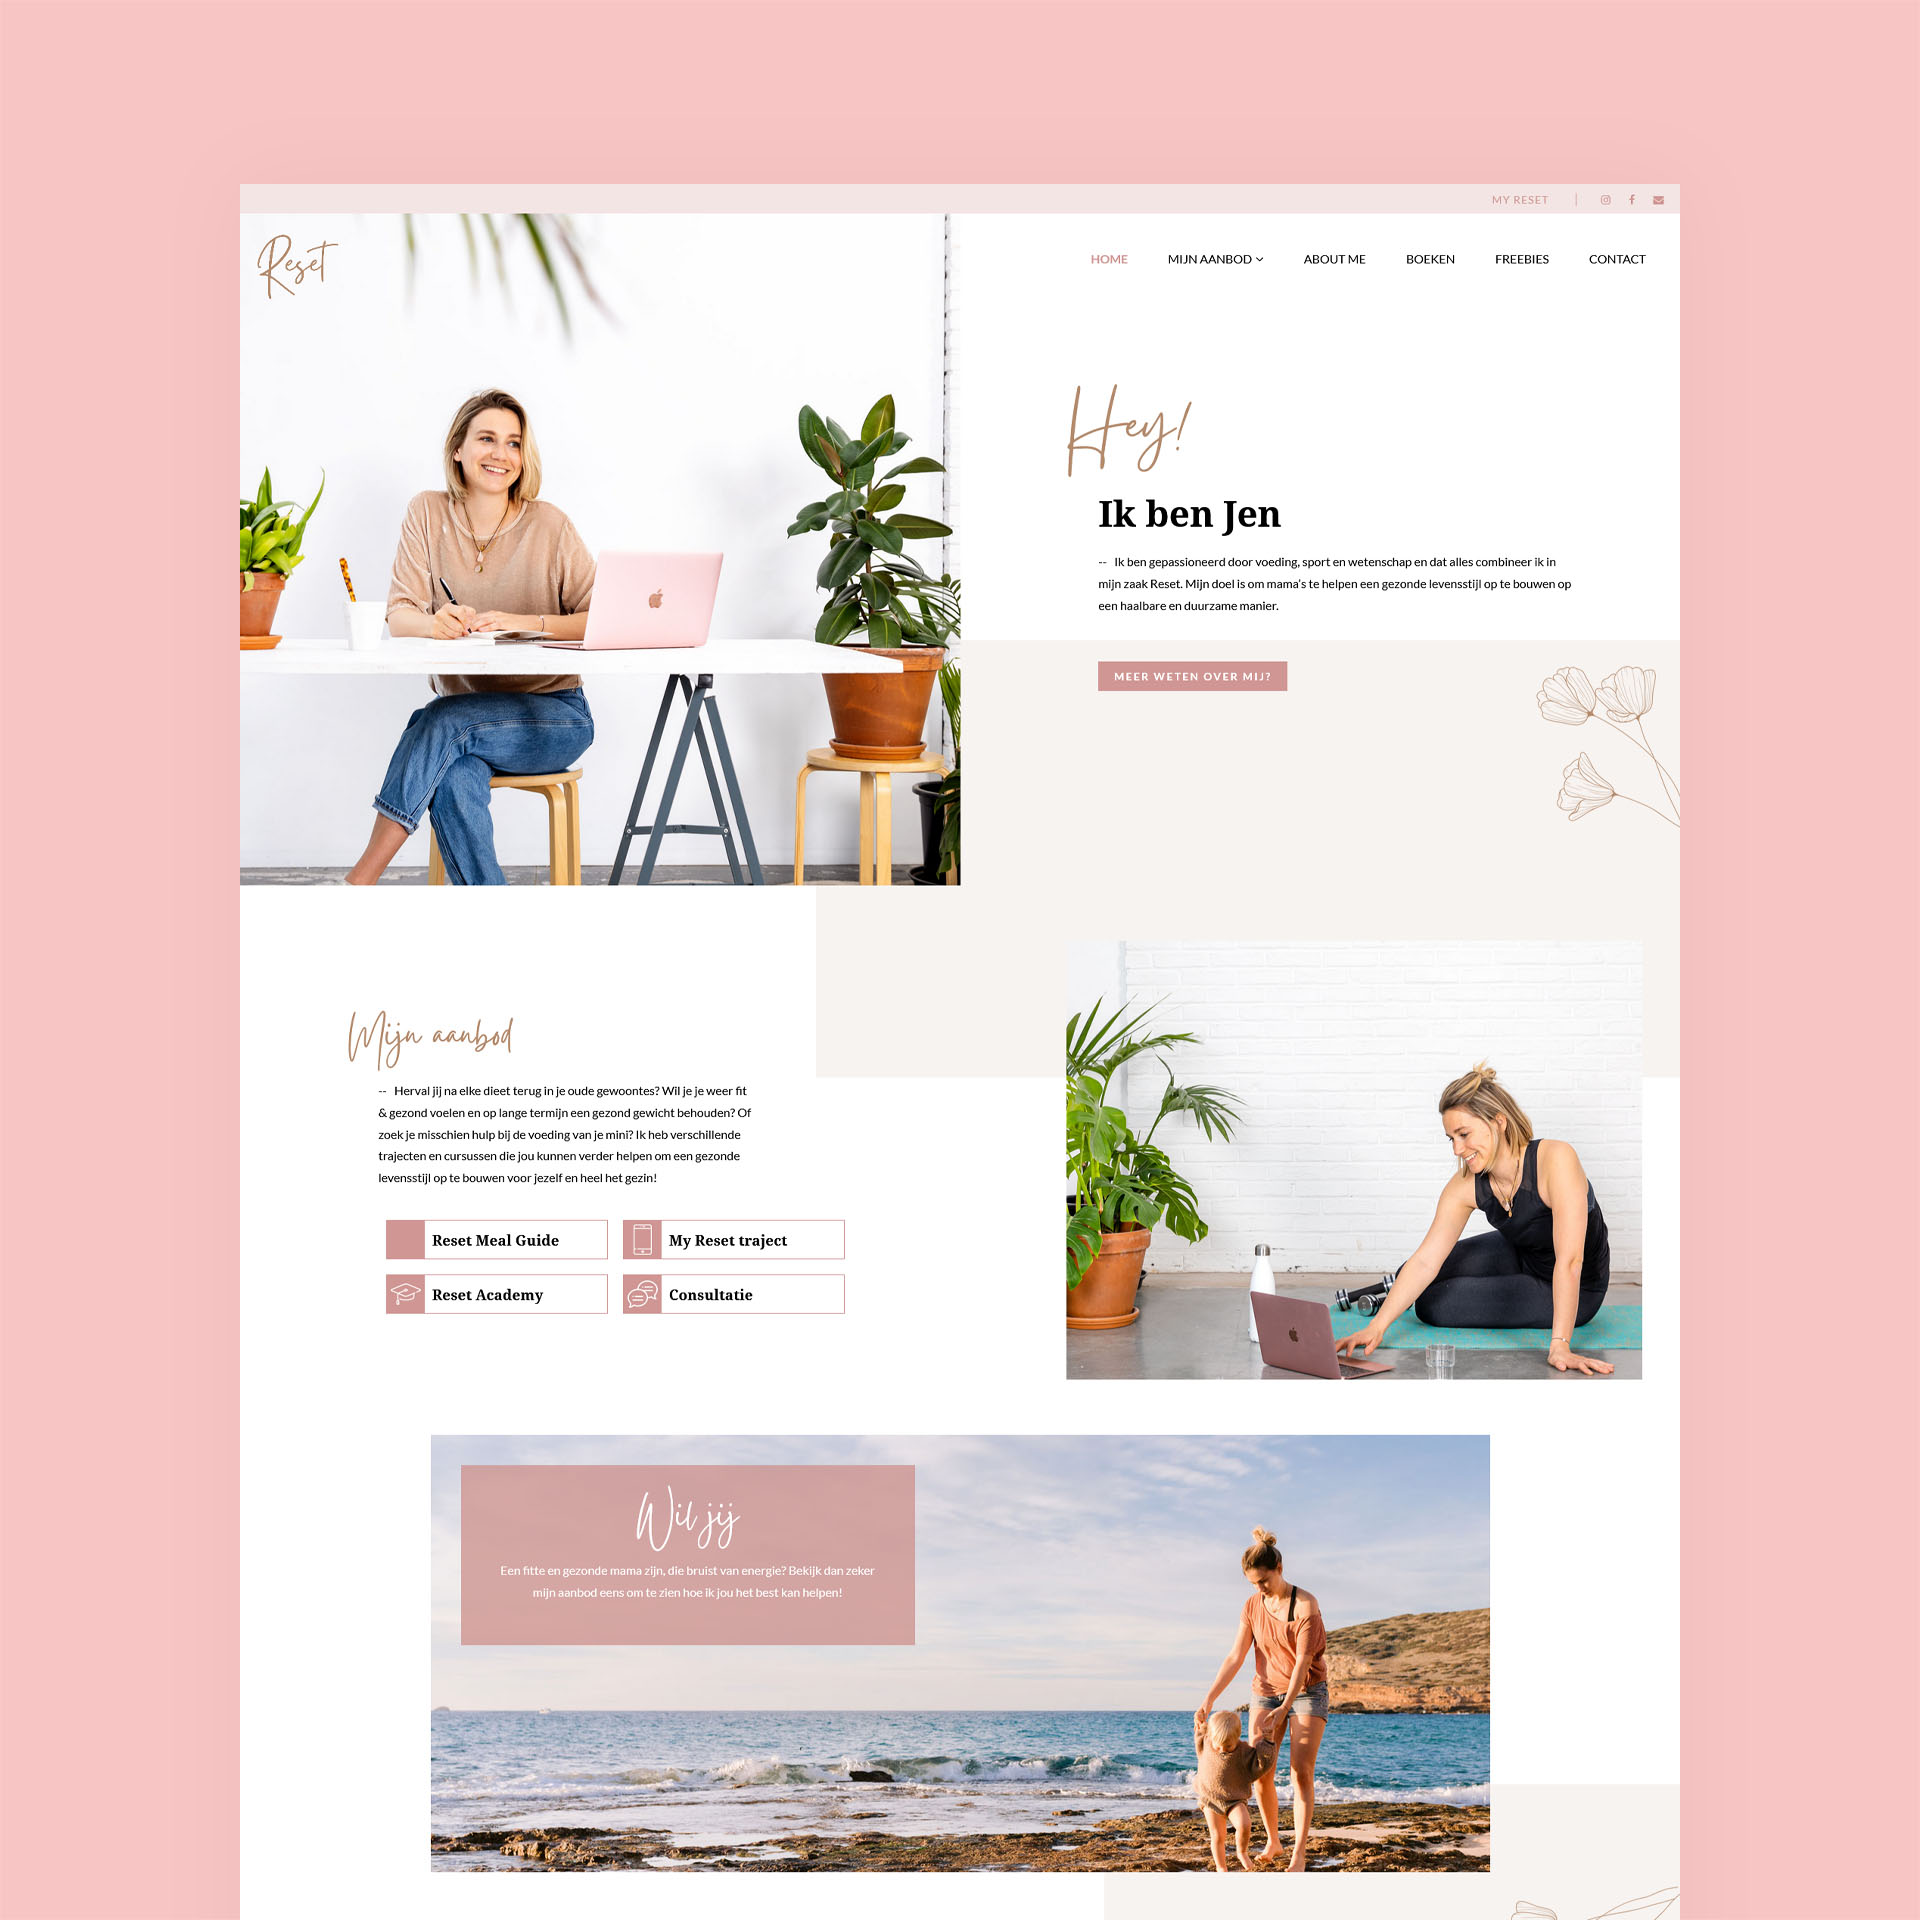 MY RESET |
Reset
HOME MIJN AANBOD ABOUT ME BOEKEN FREEBIES CONTACT
Hey!
Ik ben Jen
-- Ik ben gepassioneerd door voeding, sport en wetenschap en dat alles combineer ik in
mijn zaak Reset. Mijn doel is om mama's te helpen een gezonde levensstijl op te bouwen op
een haalbare en duurzame manier.
MEER WETEN OVER MIJ?
Mijn aanbod
-- Herval jij na elke dieet terug in je oude gewoontes? Wil je je weer fit
& gezond voelen en op lange termijn een gezond gewicht behouden? Of
zoek je misschien hulp bij de voeding van je mini? Ik heb verschillende
trajecten en cursussen die jou kunnen verder helpen om een gezonde
levensstijl op te bouwen voor jezelf en heel het gezin!
Reset Meal Guide
My Reset traject
Reset Academy
Consultatie
Wil jij
Een fitte en gezonde mama zijn, die bruist van energie? Bekijk dan zeker
mijn aanbod eens om te zien hoe ik jou het best kan helpen!